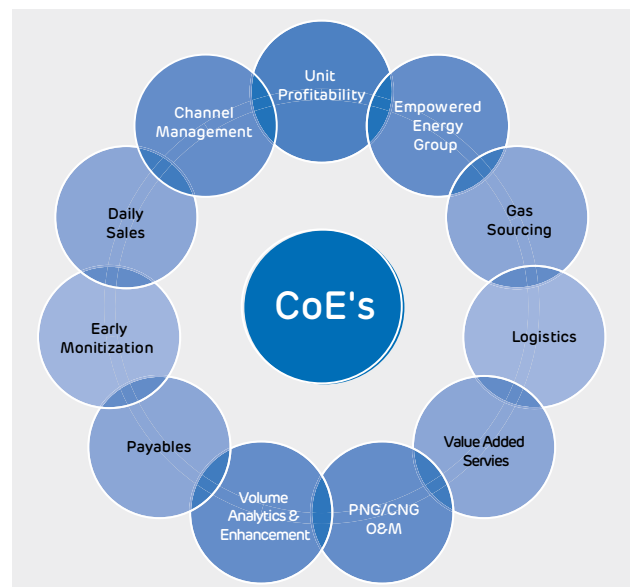 Unit
Profitability
Empowered
Energy
Group
Gas
Sourcing
Logistics
Value Added
Servies
PNG/CNG
O&M
Volume
Analytics &
Enhancement
Payables
Early
Monitization
Daily
Sales
Channel
Management
CoE's